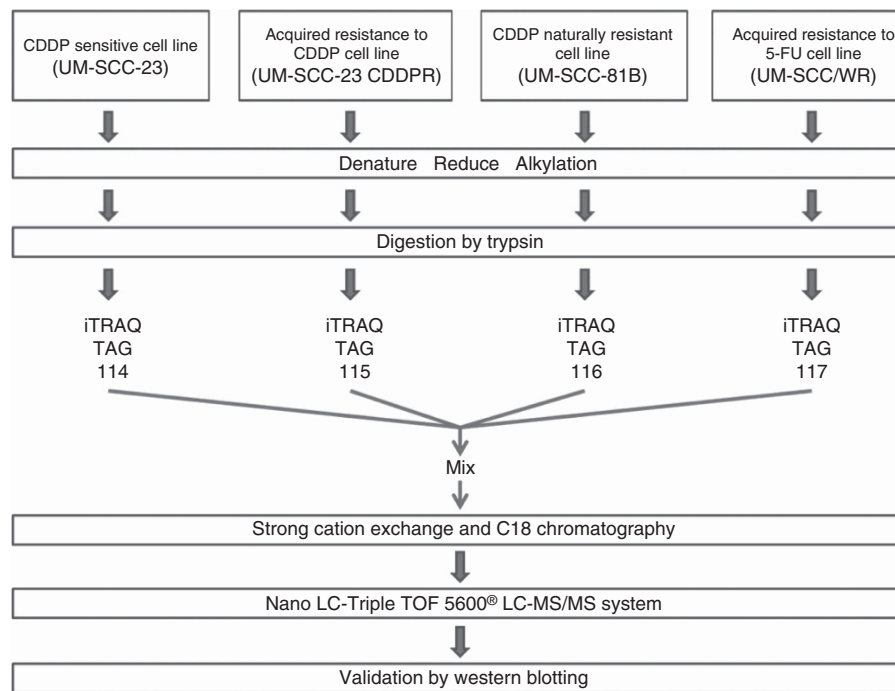 CDDP sensitive cell line
(UM-SCC-23)
Acquired resistance to
CDDP cell line
(UM-SCC-23 CDDPR)
CDDP naturally resistant
cell line
(UM-SCC-81B)
Acquired resistance to
5-FU cell line
(UM-SCC/WR)
Denature Reduce Alkylation
Digestion by trypsin
iTRAQ
TAG
114
iTRAQ
TAG
115
iTRAQ
TAG
116
iTRAQ
TAG
117
Mix
Strong cation exchange and C18 chromatography
Nano LC-Triple TOF 5600® LC-MS/MS system
Validation by western blotting